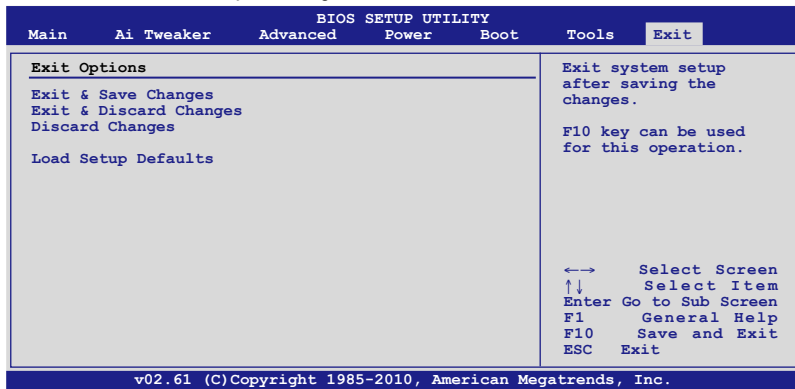 BIOS SETUP UTILITY
Main Ai Tweaker Advanced Power Boot Tools Exit
Exit Options
Exit & Save Changes
Exit & Discard Changes
Discard Changes
Load Setup Defaults
Exit system setup
after saving the
changes.
F10 key can be used
for this operation.
←→ Select Screen
↑↓ Select Item
Enter Go to Sub Screen
F1 General Help
F10 Save and Exit
ESC Exit
v02.61 (C)Copyright 1985-2010, American Megatrends, Inc.